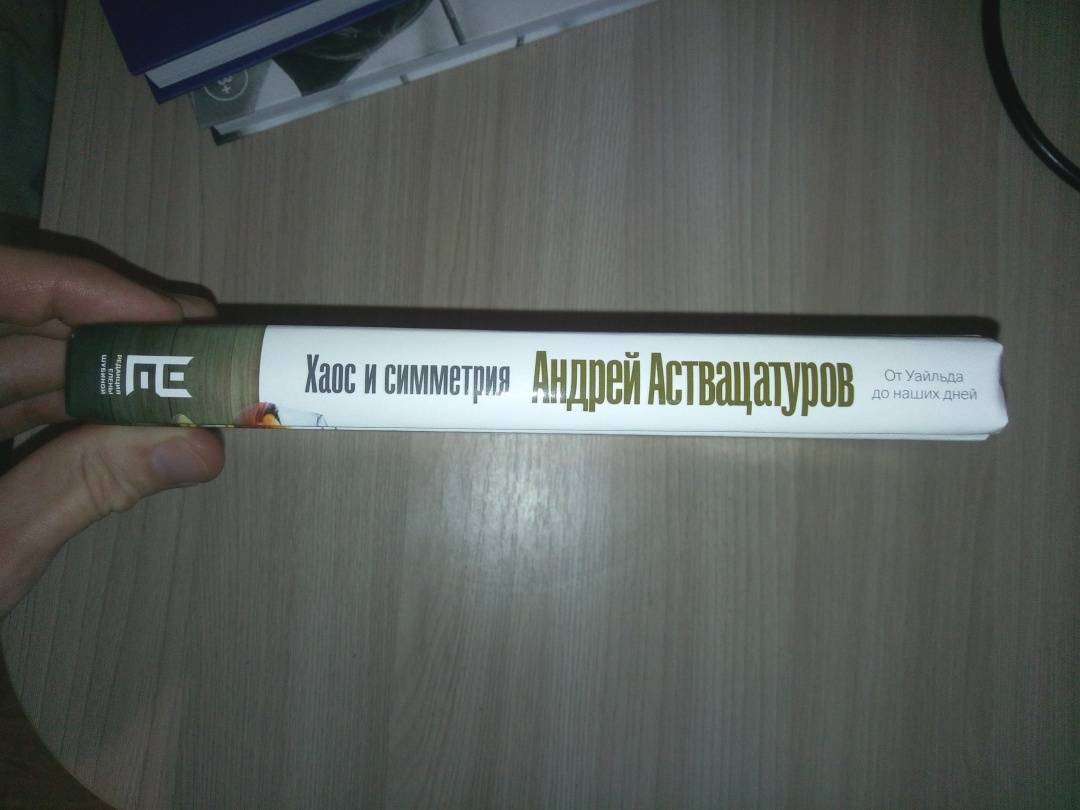 Хаос и симметрия
Андрей Аствацатуров
От Уайльда
до наших дней
РЕДАКЦИЯ
ЕЛЕНЫ
ШУБИНОЙ